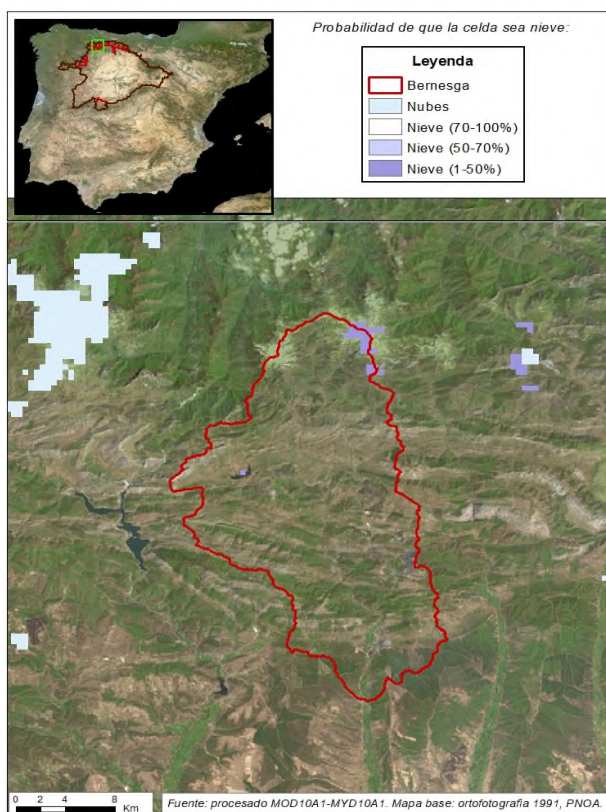 Probabilidad de que la celda sea nieve:
Leyenda
Bernesga
Nubes
Nieve (70-100%)
Nieve (50-70%)
Nieve (1-50%)
0 2 4 8
Km
Fuente: procesado MOD10A1-MYD10A1. Mapa base: ortofotografia 1991, PNOA